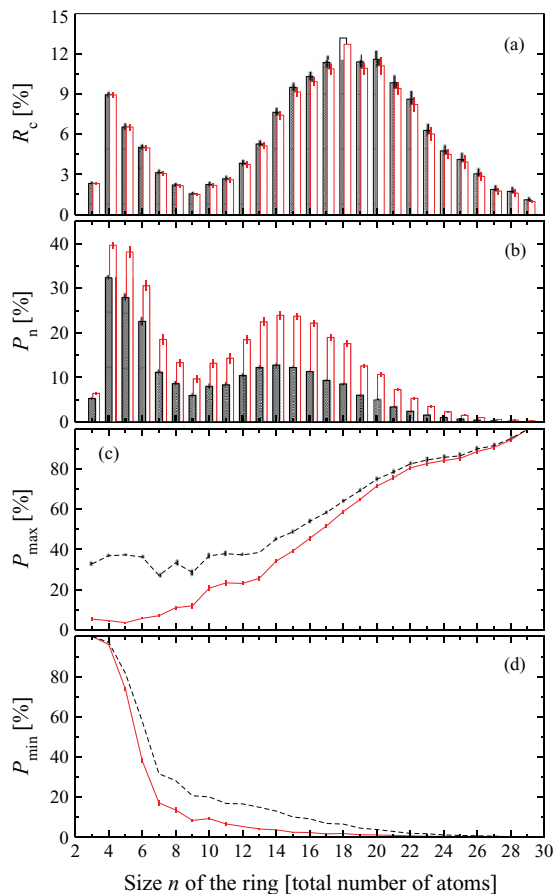 15
12
9
6
3
0
R_c [%]
(a)
40
30
20
10
0
P_n [%]
(b)
80
60
40
20
0
P_max [%]
(c)
80
60
40
20
0
P_min [%]
(d)
2 4 6 8 10 12 14 16 18 20 22 24 26 28 30
Size n of the ring [total number of atoms]